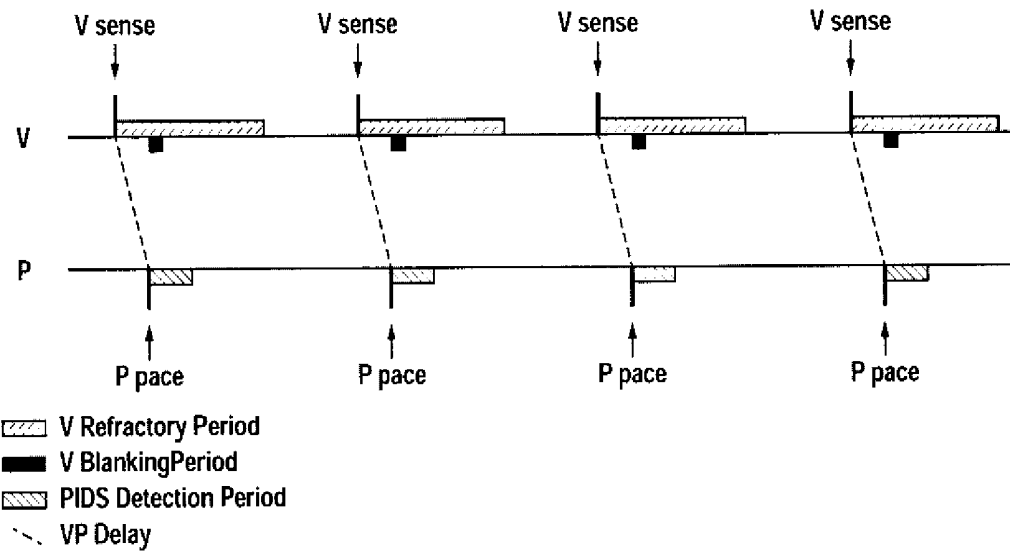 V sense V sense V sense V sense
V
P
P pace P pace P pace P pace
V Refractory Period
V BlankingPeriod
PIDS Detection Period
VP Delay